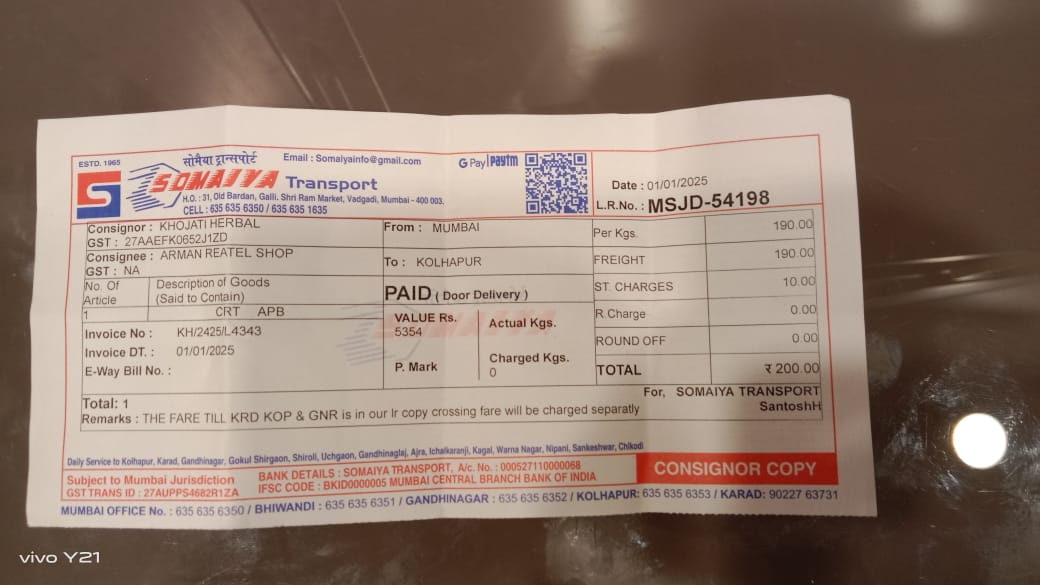 ESTD. 1965
सोमैया ट्रान्सपोर्ट
Email : Somaiyainfo@gmail.com
G Pay | paytm
S
SOMAIYA Transport
H.O. : 31, Old Bardan, Galli. Shri Ram Market, Vadgadi, Mumbai - 400 003.
CELL : 635 635 6350 / 635 635 1635
Date : 01/01/2025
L.R.No. : MSJD-54198
Consignor : KHOJATI HERBAL
GST : 27AAEFK0652J1ZD
Consignee : ARMAN REATEL SHOP
GST : NA
From : MUMBAI
To : KOLHAPUR
Per Kgs. 190.00
FREIGHT 190.00
ST. CHARGES 10.00
R.Charge 0.00
ROUND OFF 0.00
TOTAL ₹ 200.00
No. Of Article
Description of Goods
(Said to Contain)
1 CRT APB
PAID ( Door Delivery )
Invoice No : KH/2425/L4343
Invoice DT. : 01/01/2025
E-Way Bill No. :
VALUE Rs.
5354
P. Mark
Actual Kgs.
Charged Kgs.
0
SOMAIYA
Total: 1
Remarks : THE FARE TILL KRD KOP & GNR is in our lr copy crossing fare will be charged separatly
For, SOMAIYA TRANSPORT
SantoshH
Daily Service to Kolhapur, Karad, Gandhinagar, Gokul Shirgaon, Shiroli, Uchgaon, Gandhinaglaj, Ajra, Ichalkaranji, Kagal, Warna Nagar, Nipani, Sankeshwar, Chikodi
Subject to Mumbai Jurisdiction
GST TRANS ID : 27AUPPS4682R1ZA
BANK DETAILS : SOMAIYA TRANSPORT, A/c. No. : 000527110000068
IFSC CODE : BKID0000005 MUMBAI CENTRAL BRANCH BANK OF INDIA
CONSIGNOR COPY
MUMBAI OFFICE No. : 635 635 6350 / BHIWANDI : 635 635 6351 / GANDHINAGAR : 635 635 6352 / KOLHAPUR: 635 635 6353 / KARAD: 90227 63731
vivo Y21